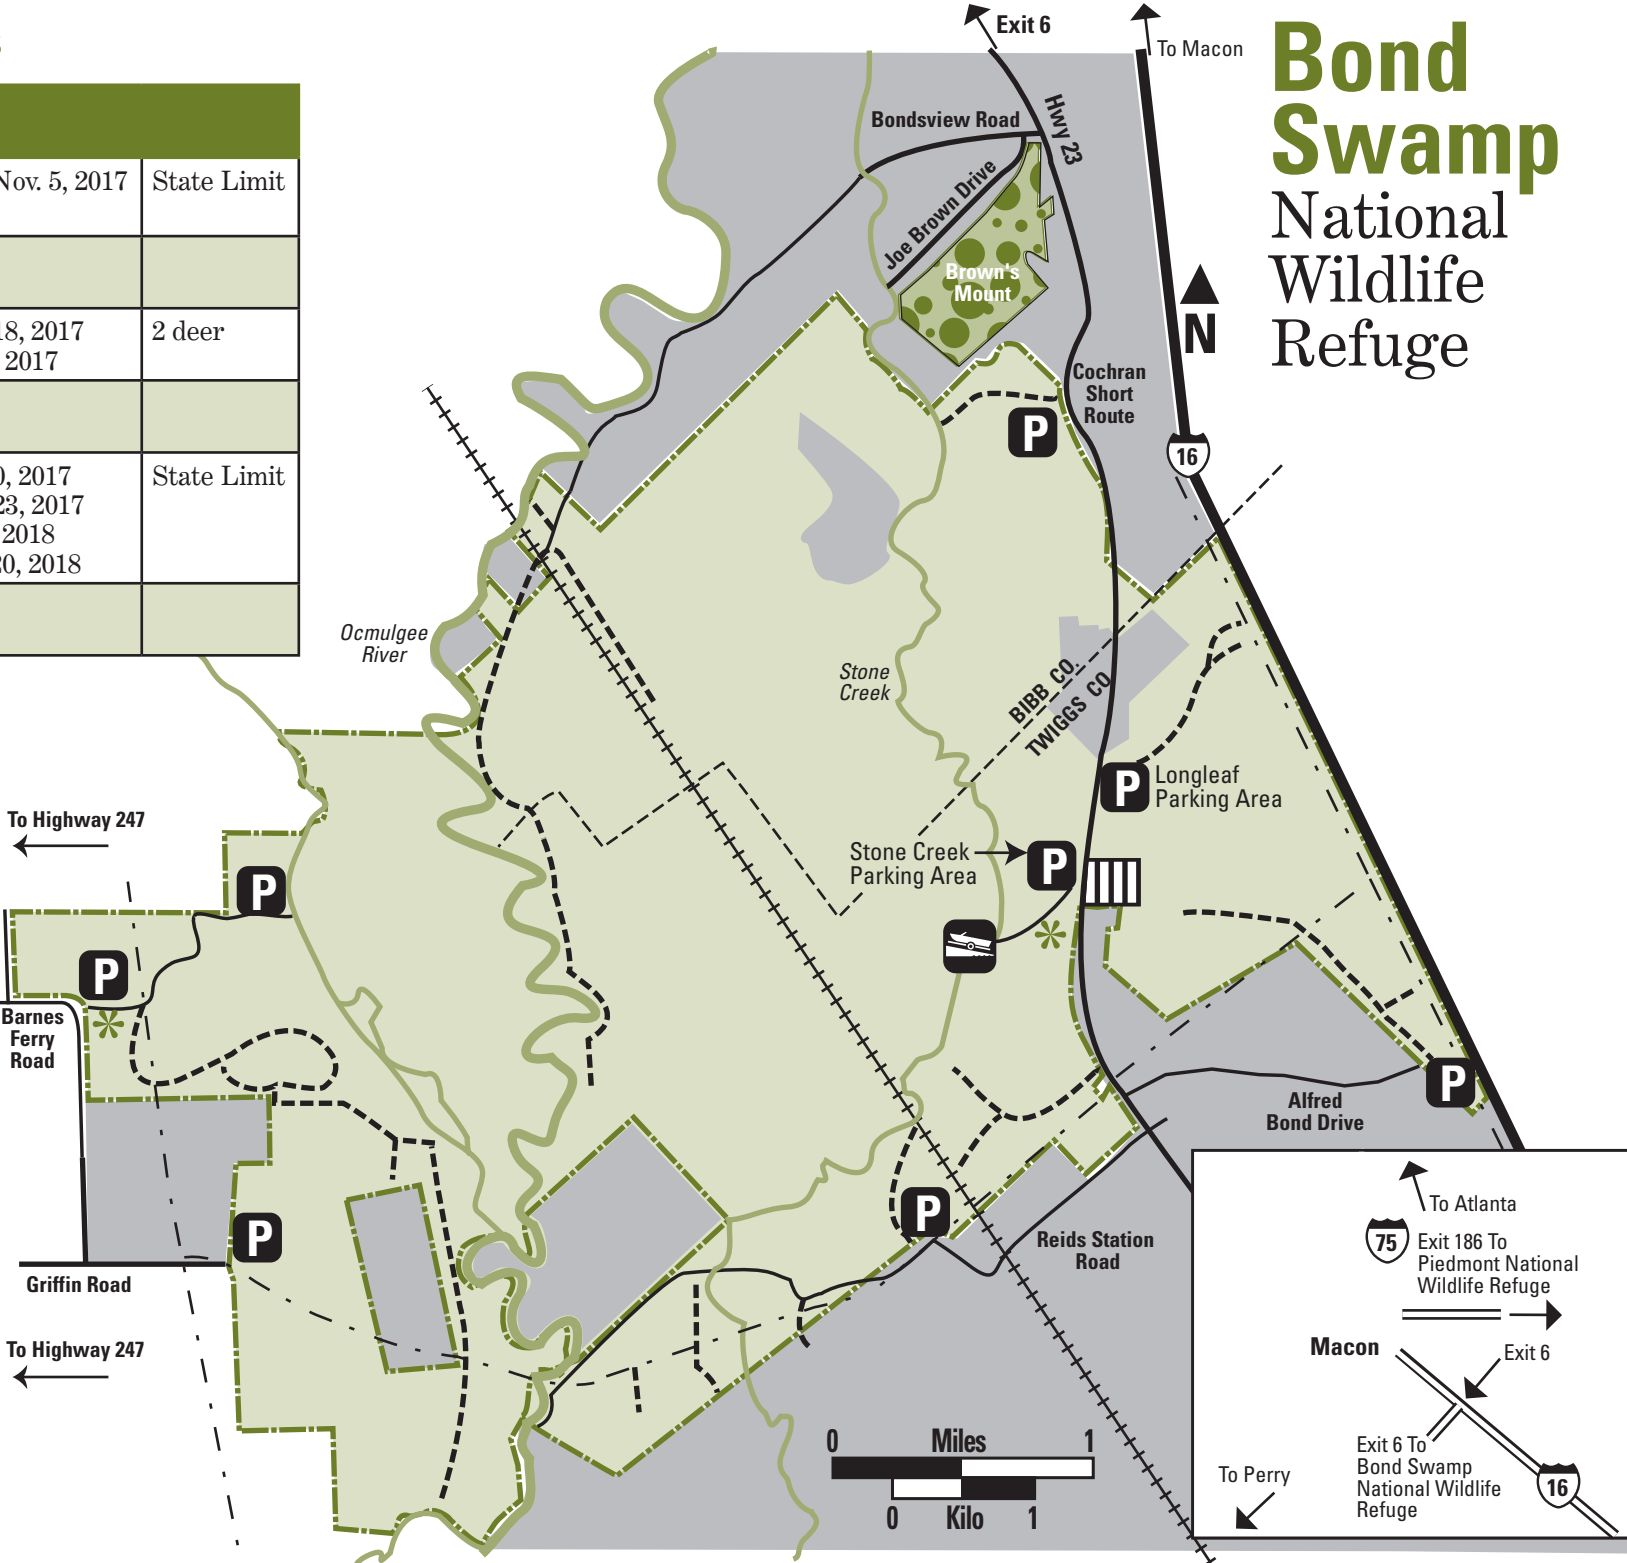 Bond
Swamp
National
Wildlife
Refuge
Exit 6
To Macon
Hwy 23
Bondsview Road
Joe Brown Drive
Brown's
Mount
N
Cochran
Short
Route
P
16
Nov. 5, 2017
State Limit
18, 2017
2 deer
2017
0, 2017
State Limit
23, 2017
2018
20, 2018
Ocmulgee
River
Stone
Creek
BIBB CO.
TWIGGS CO
P
Longleaf
Parking Area
Stone Creek
Parking Area
P
To Highway 247
P
P
Barnes
Ferry
Road
P
Griffin Road
To Highway 247
P
Alfred
Bond Drive
P
Reids Station
Road
0 Miles 1
0 Kilo 1
To Atlanta
75
Exit 186 To
Piedmont National
Wildlife Refuge
Macon
Exit 6
Exit 6 To
Bond Swamp
National Wildlife
Refuge
16
To Perry